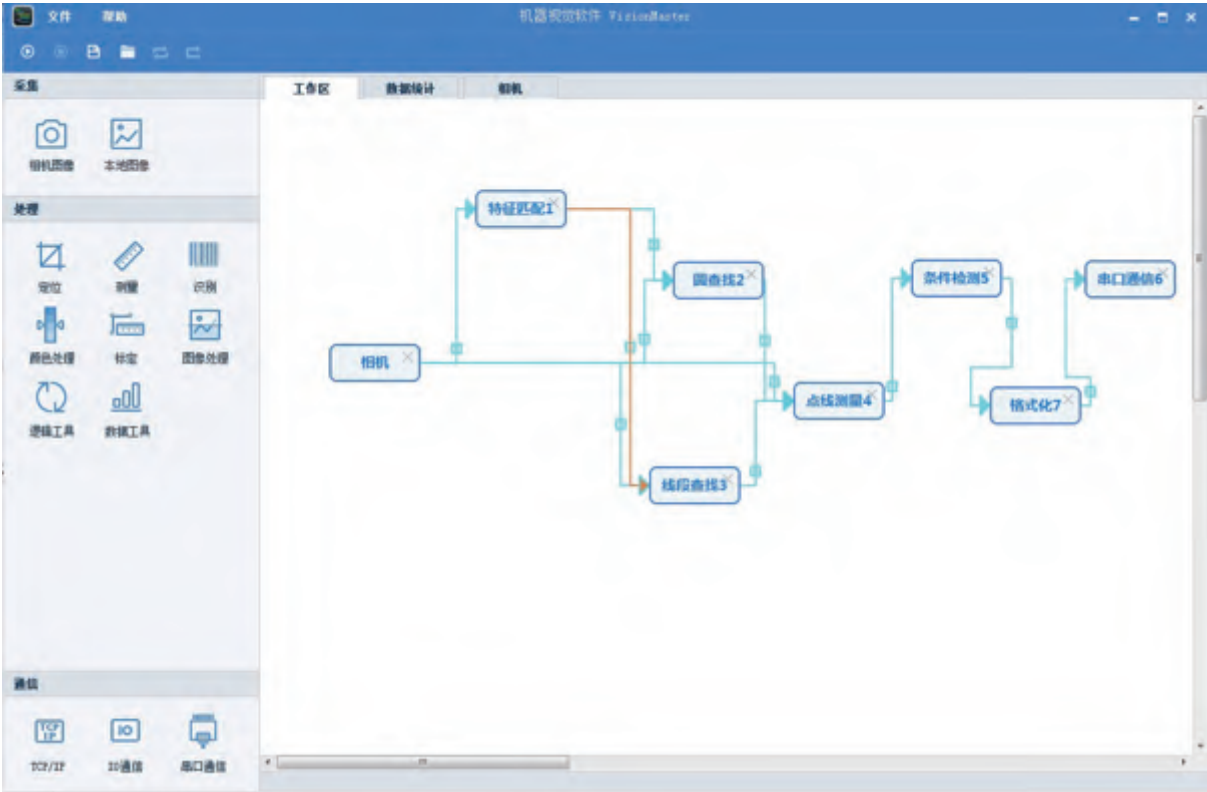 文件 帮助 机器视觉软件 VisionMaster
采集
工作区 数据统计 相机
相机图像 本地图像
处理
特征匹配1
定位 测量 识别
圆查找2 条件检测5 串口通信6
颜色处理 标定 图像处理
相机
点线测量4 格式化7
逻辑工具 数据工具
线段查找3
通信
TCP IP IO
TCP/IP IO通信 串口通信